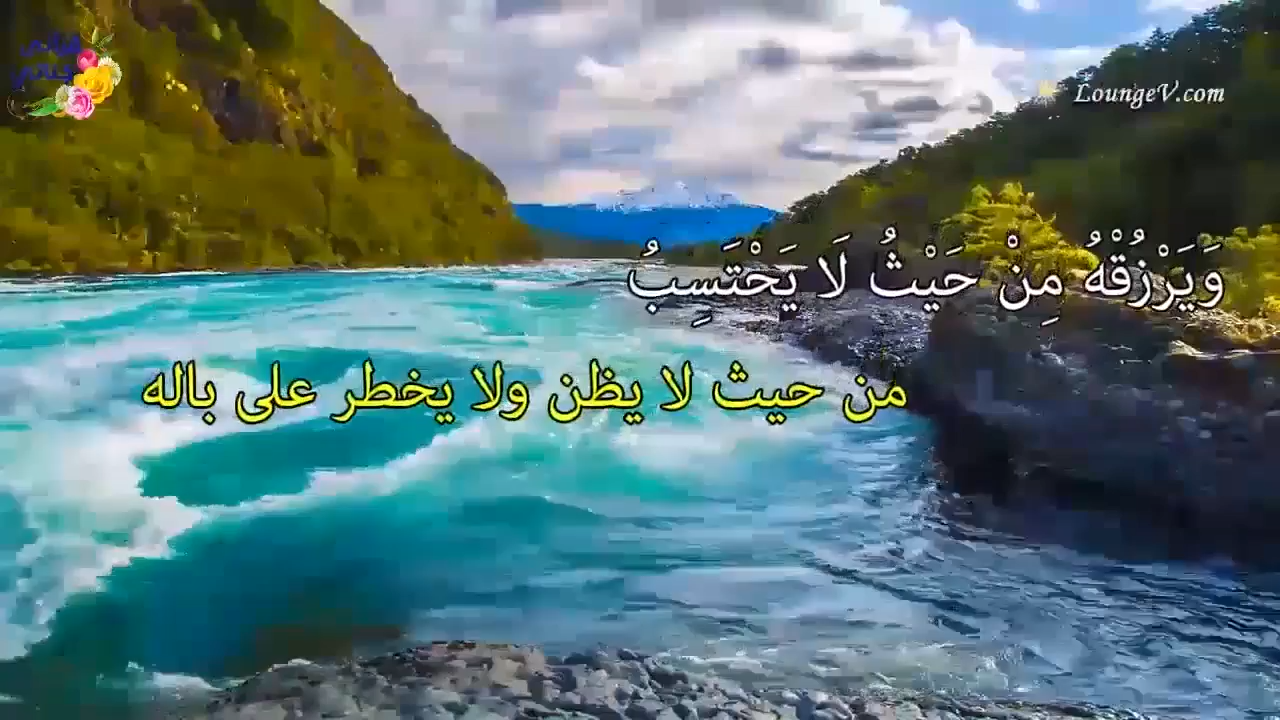 LoungeV.com
وَيَرْزُقْهُ مِنْ حَيْثُ لَا يَحْتَسِبُ
من حيث لا يظن ولا يخطر على باله